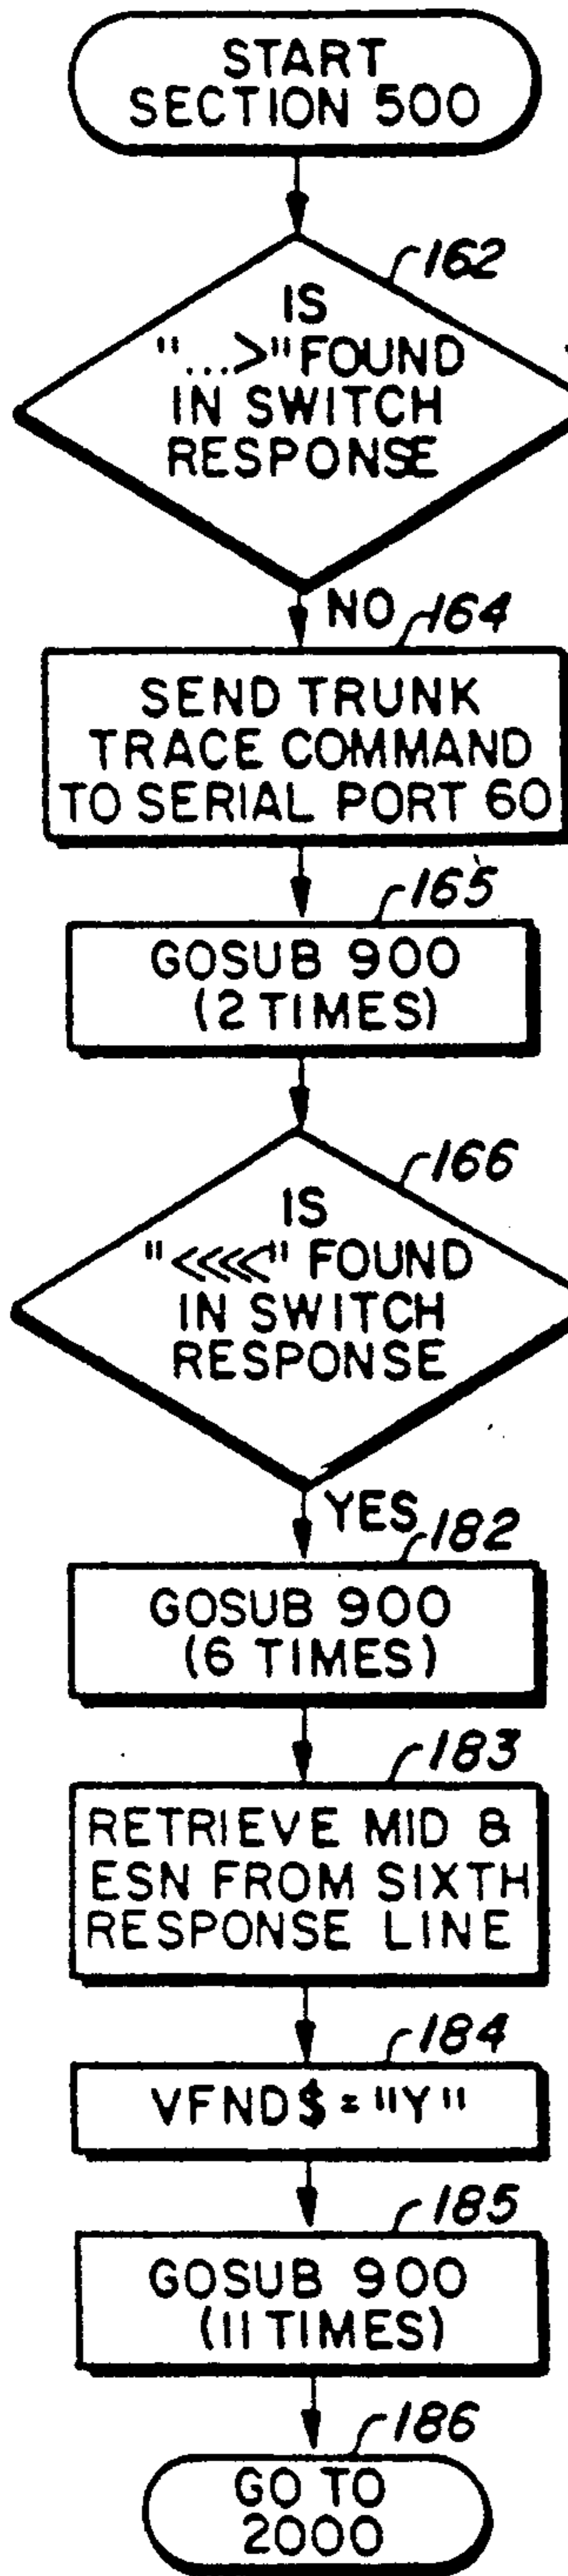 START
SECTION 500
162
IS
"...>" FOUND
IN SWITCH
RESPONSE
NO
164
SEND TRUNK
TRACE COMMAND
TO SERIAL PORT 60
165
GOSUB 900
(2 TIMES)
166
IS
"<<<<" FOUND
IN SWITCH
RESPONSE
YES
182
GOSUB 900
(6 TIMES)
183
RETRIEVE MID &
ESN FROM SIXTH
RESPONSE LINE
184
VFND$ = "Y"
185
GOSUB 900
(11 TIMES)
186
GO TO
2000